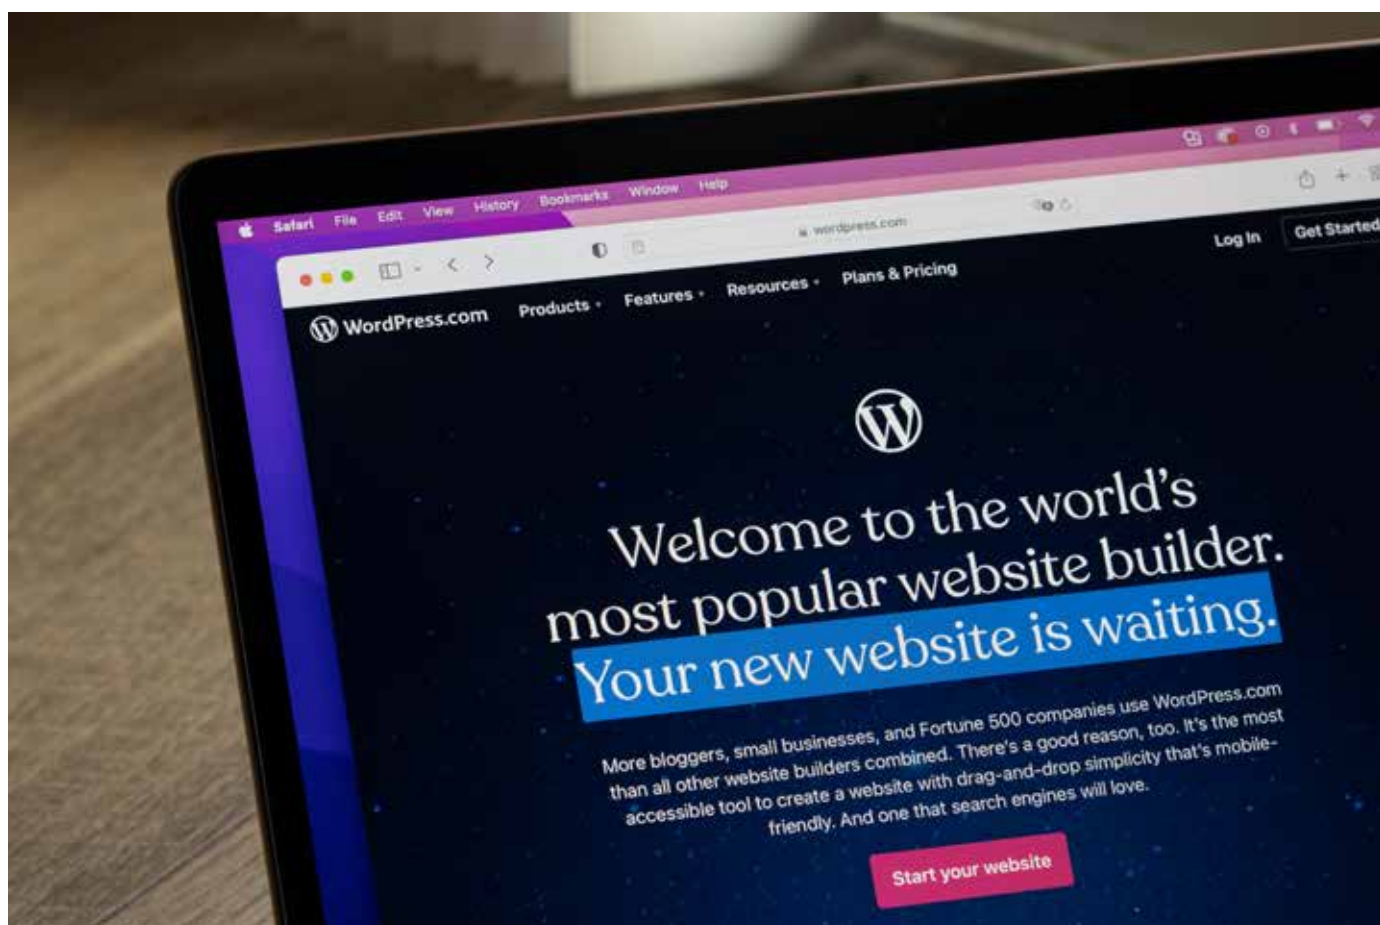 Safari File Edit View History Bookmarks Window Help
wordpress.com
WordPress.com Products Features Resources Plans & Pricing Log In Get Started
W
Welcome to the world's
most popular website builder.
Your new website is waiting.
More bloggers, small businesses, and Fortune 500 companies use WordPress.com
than all other website builders combined. There's a good reason, too. It's the most
accessible tool to create a website with drag-and-drop simplicity that's mobile-
friendly. And one that search engines will love.
Start your website